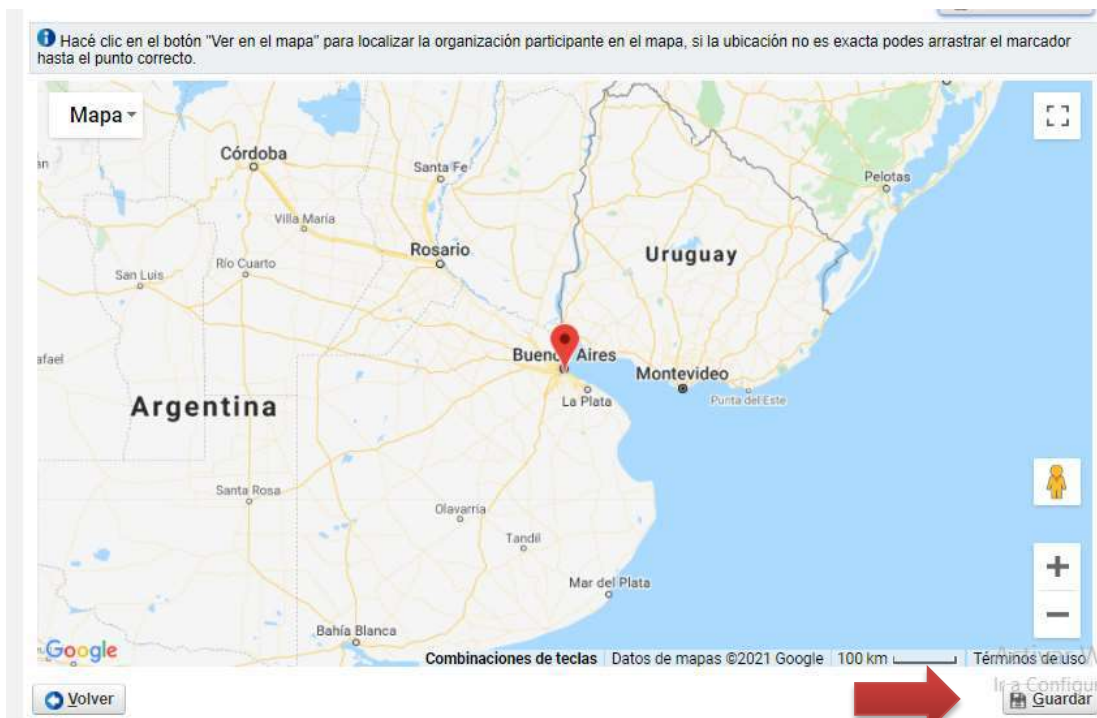 Hacé clic en el botón "Ver en el mapa" para localizar la organización participante en el mapa, si la ubicación no es exacta podes arrastrar el marcador
hasta el punto correcto.
Mapa
Córdoba
Santa Fe
Pelotas
Villa María
Rosario
Uruguay
Río Cuarto
San Luis
afael
Buenos Aires
Montevideo
La Plata
Punta del Este
Argentina
Santa Rosa
Olavarría
Tandil
Mar del Plata
Bahía Blanca
Google
Combinaciones de teclas
Datos de mapas ©2021 Google
100 km
Términos de uso
Activar W
Ir a Configur
Volver
Guardar